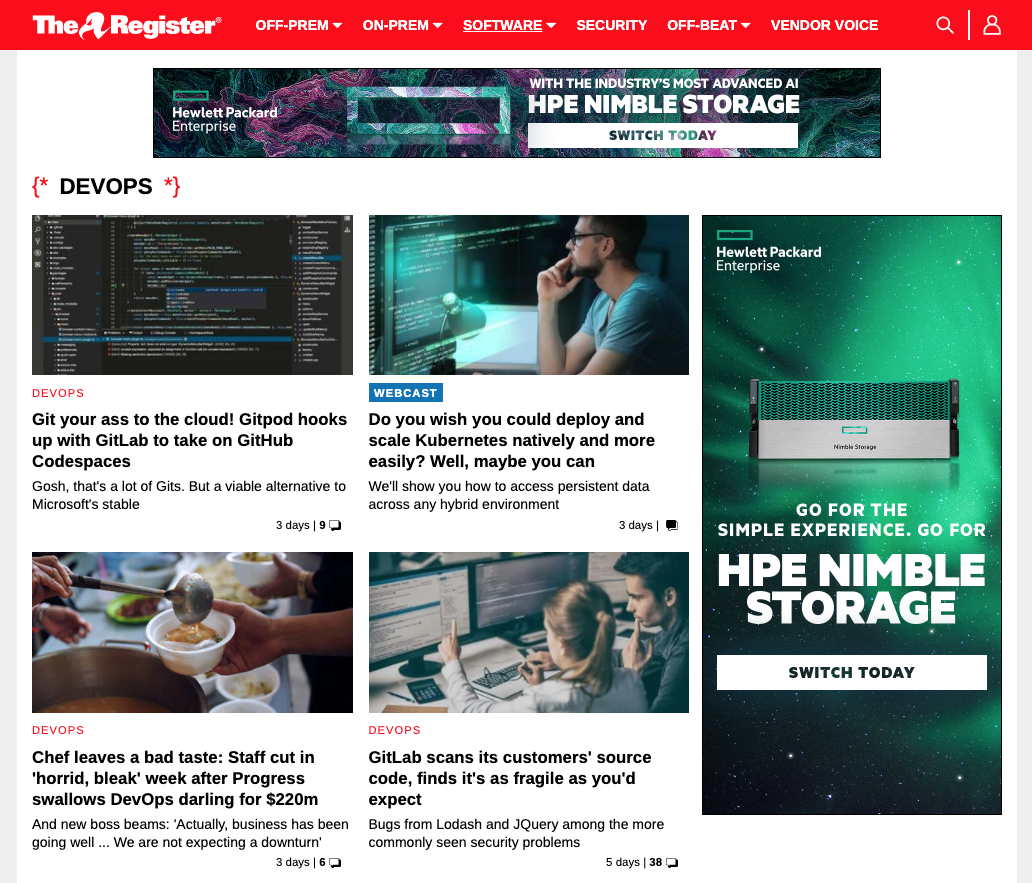 The Register®
OFF-PREM ON-PREM SOFTWARE SECURITY OFF-BEAT VENDOR VOICE
Hewlett Packard
Enterprise
WITH THE INDUSTRY'S MOST ADVANCED AI
HPE NIMBLE STORAGE
SWITCH TODAY
{* DEVOPS *}
DEVOPS
Git your ass to the cloud! Gitpod hooks
up with GitLab to take on GitHub
Codespaces
Gosh, that's a lot of Gits. But a viable alternative to
Microsoft's stable
3 days | 9
WEBCAST
Do you wish you could deploy and
scale Kubernetes natively and more
easily? Well, maybe you can
We'll show you how to access persistent data
across any hybrid environment
3 days |
DEVOPS
Chef leaves a bad taste: Staff cut in
'horrid, bleak' week after Progress
swallows DevOps darling for $220m
And new boss beams: 'Actually, business has been
going well ... We are not expecting a downturn'
3 days | 6
DEVOPS
GitLab scans its customers' source
code, finds it's as fragile as you'd
expect
Bugs from Lodash and JQuery among the more
commonly seen security problems
5 days | 38
Hewlett Packard
Enterprise
Nimble Storage
GO FOR THE
SIMPLE EXPERIENCE. GO FOR
HPE NIMBLE
STORAGE
SWITCH TODAY